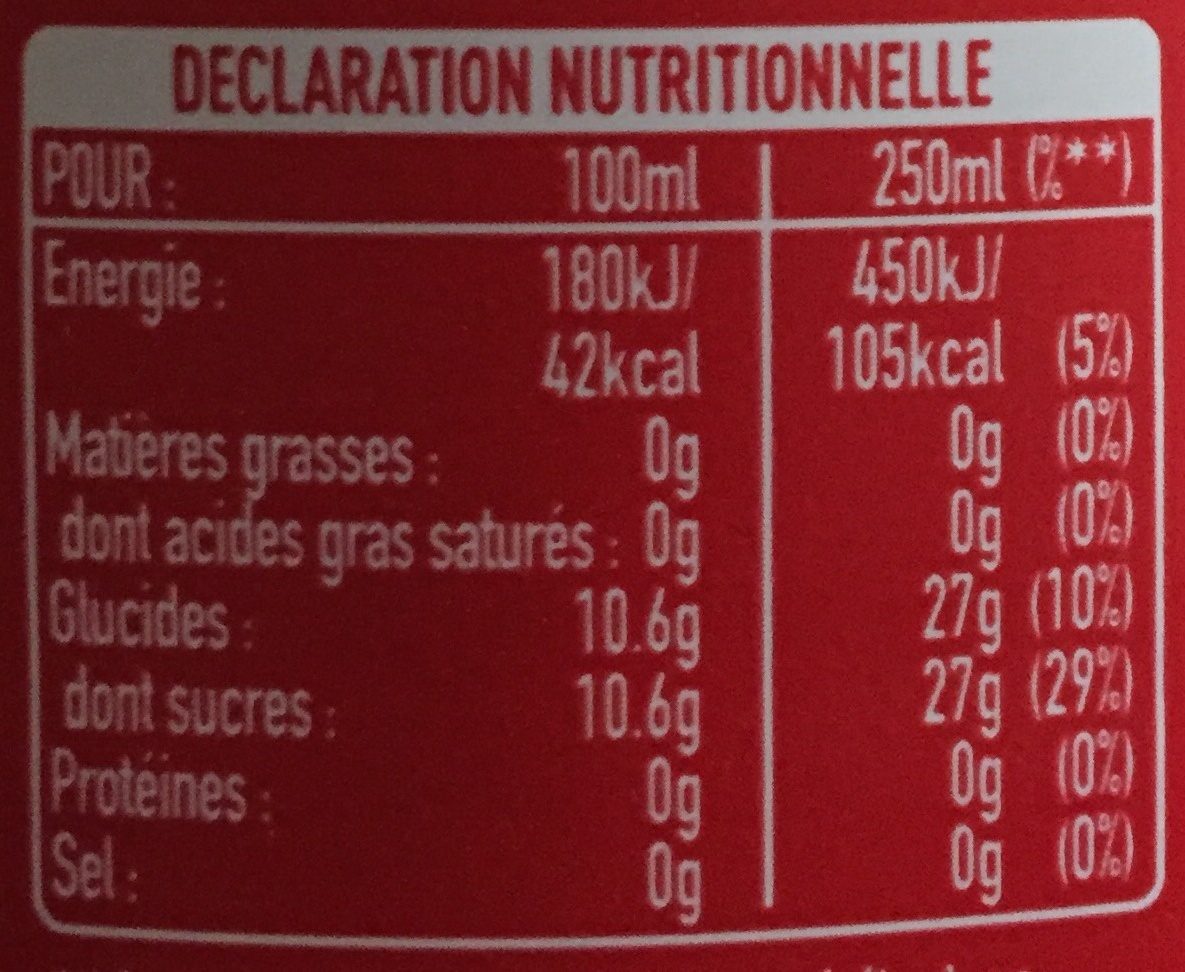 DECLARATION NUTRITIONNELLE
POUR : 100ml 250ml (%**)
Energie : 180kJ/ 450kJ/
42kcal 105kcal (5%)
Matières grasses : 0g 0g (0%)
dont acides gras saturés : 0g 0g (0%)
Glucides : 10.6g 27g (10%)
dont sucres : 10.6g 27g (29%)
Protéines : 0g 0g (0%)
Sel : 0g 0g (0%)